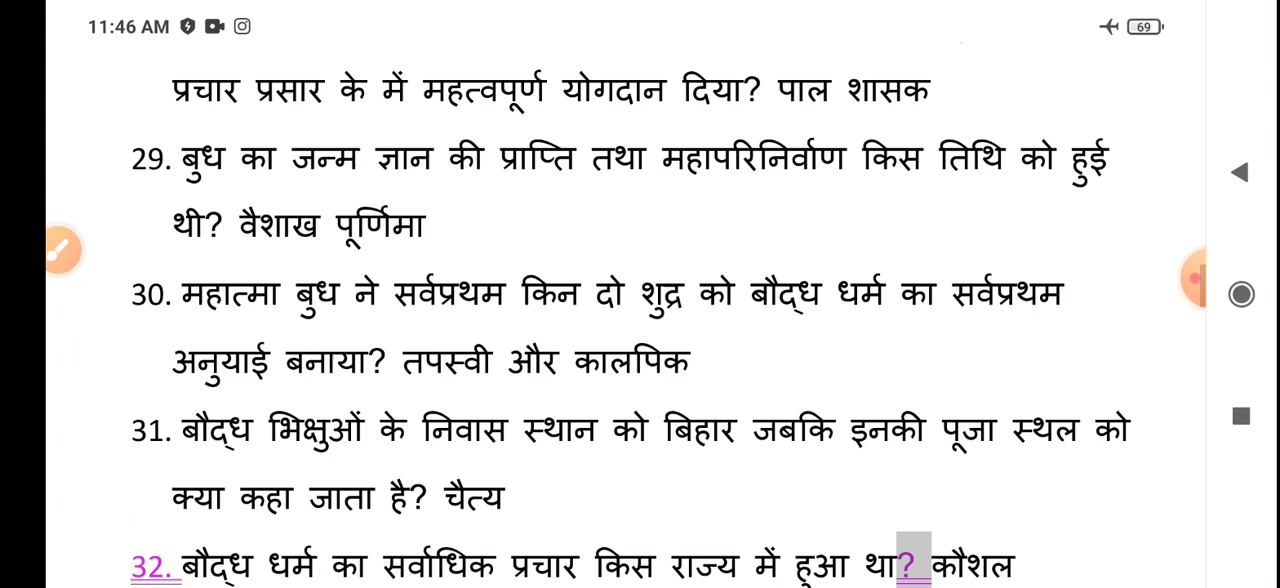 11:46 AM
69
प्रचार प्रसार के में महत्वपूर्ण योगदान दिया? पाल शासक
29. बुध का जन्म ज्ञान की प्राप्ति तथा महापरिनिर्वाण किस तिथि को हुई
थी? वैशाख पूर्णिमा
30. महात्मा बुध ने सर्वप्रथम किन दो शुद्र को बौद्ध धर्म का सर्वप्रथम
अनुयाई बनाया? तपस्वी और कालपिक
31. बौद्ध भिक्षुओं के निवास स्थान को बिहार जबकि इनकी पूजा स्थल को
क्या कहा जाता है? चैत्य
32. बौद्ध धर्म का सर्वाधिक प्रचार किस राज्य में हुआ था? कौशल